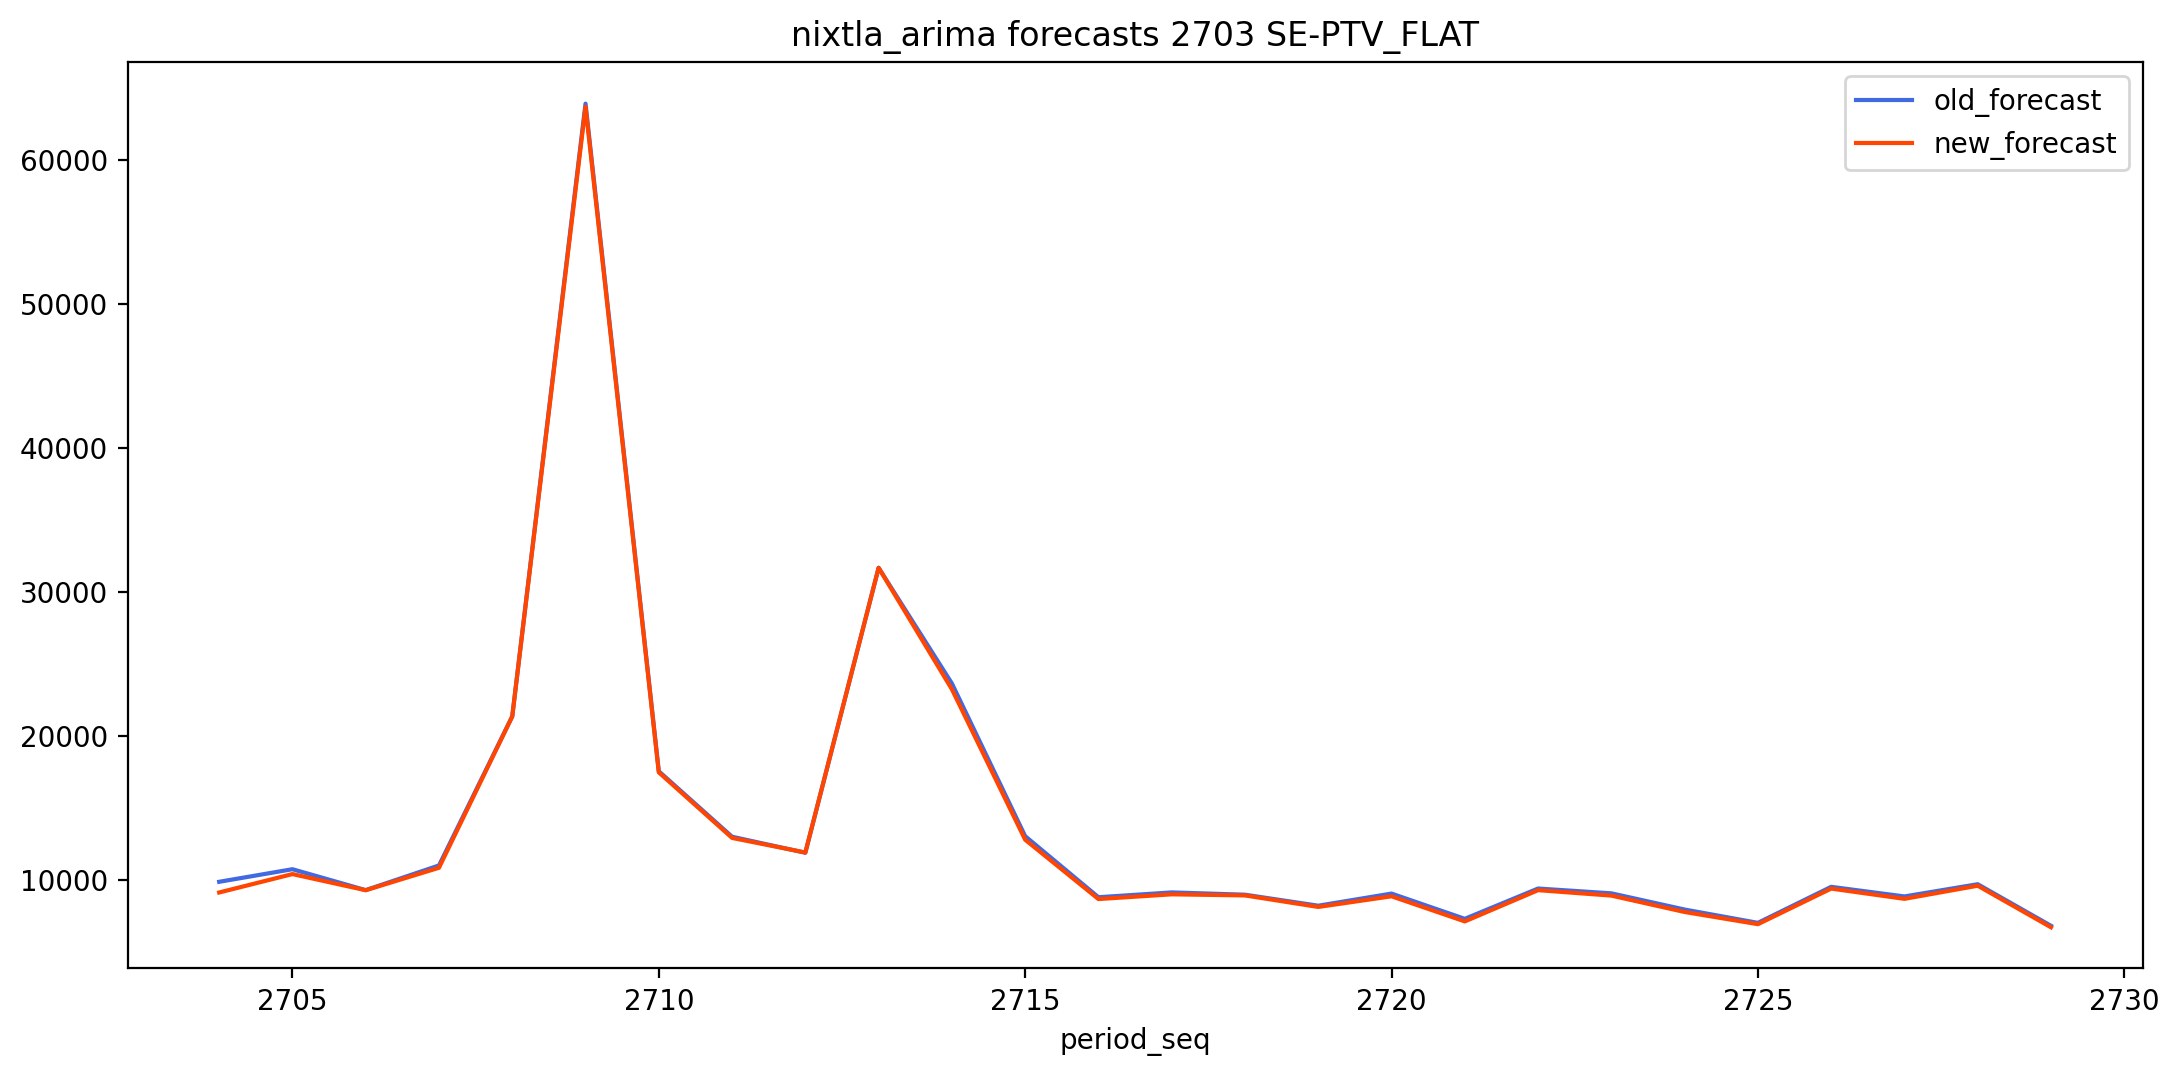 nixtla_arima forecasts 2703 SE-PTV_FLAT
old_forecast
new_forecast
60000
50000
40000
30000
20000
10000
2705 2710 2715 2720 2725 2730
period_seq